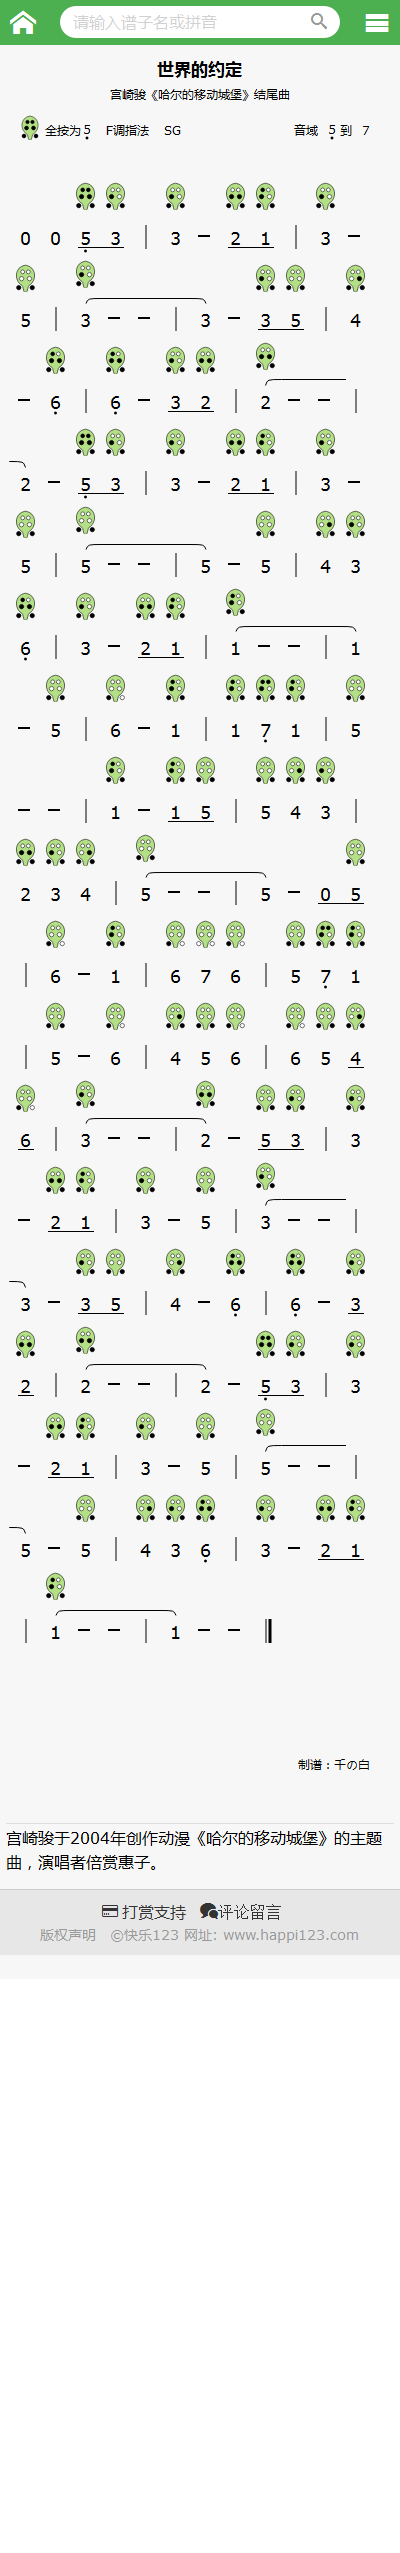 请输入谱子名或拼音
世界的约定
宫崎骏《哈尔的移动城堡》结尾曲
全按为 5̣ F调指法 SG 音域 5̣ 到 7
0 0 5̣ 3 | 3 － 2 1 | 3 －
5 | 3 － － | 3 － 3 5 | 4
－ 6̣ | 6̣ － 3 2 | 2 － － |
2 － 5̣ 3 | 3 － 2 1 | 3 －
5 | 5 － － | 5 － 5 | 4 3
6̣ | 3 － 2 1 | 1 － － | 1
－ 5 | 6 － 1 | 1 7̣ 1 | 5
－ － | 1 － 1 5 | 5 4 3 |
2 3 4 | 5 － － | 5 － 0 5
| 6 － 1 | 6 7 6 | 5 7̣ 1
| 5 － 6 | 4 5 6 | 6 5 4
6 | 3 － － | 2 － 5 3 | 3
－ 2 1 | 3 － 5 | 3 － － |
3 － 3 5 | 4 － 6̣ | 6̣ － 3
2 | 2 － － | 2 － 5̣ 3 | 3
－ 2 1 | 3 － 5 | 5 － － |
5 － 5 | 4 3 6̣ | 3 － 2 1
| 1 － － | 1 － － ‖
制谱：千の白
宫崎骏于2004年创作动漫《哈尔的移动城堡》的主题
曲，演唱者倍赏惠子。
打赏支持 评论留言
版权声明 ©快乐123 网址: www.happi123.com